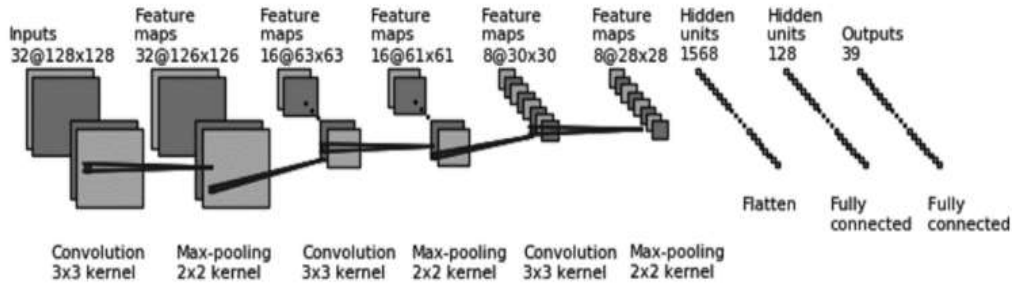 Inputs
32@128x128
Feature
maps
32@126x126
Feature
maps
16@63x63
Feature
maps
16@61x61
Feature
maps
8@30x30
Feature
maps
8@28x28
Hidden
units
1568
Hidden
units
128
Outputs
39
Flatten
Fully
connected
Fully
connected
Convolution
3x3 kernel
Max-pooling
2x2 kernel
Convolution
3x3 kernel
Max-pooling
2x2 kernel
Convolution
3x3 kernel
Max-pooling
2x2 kernel